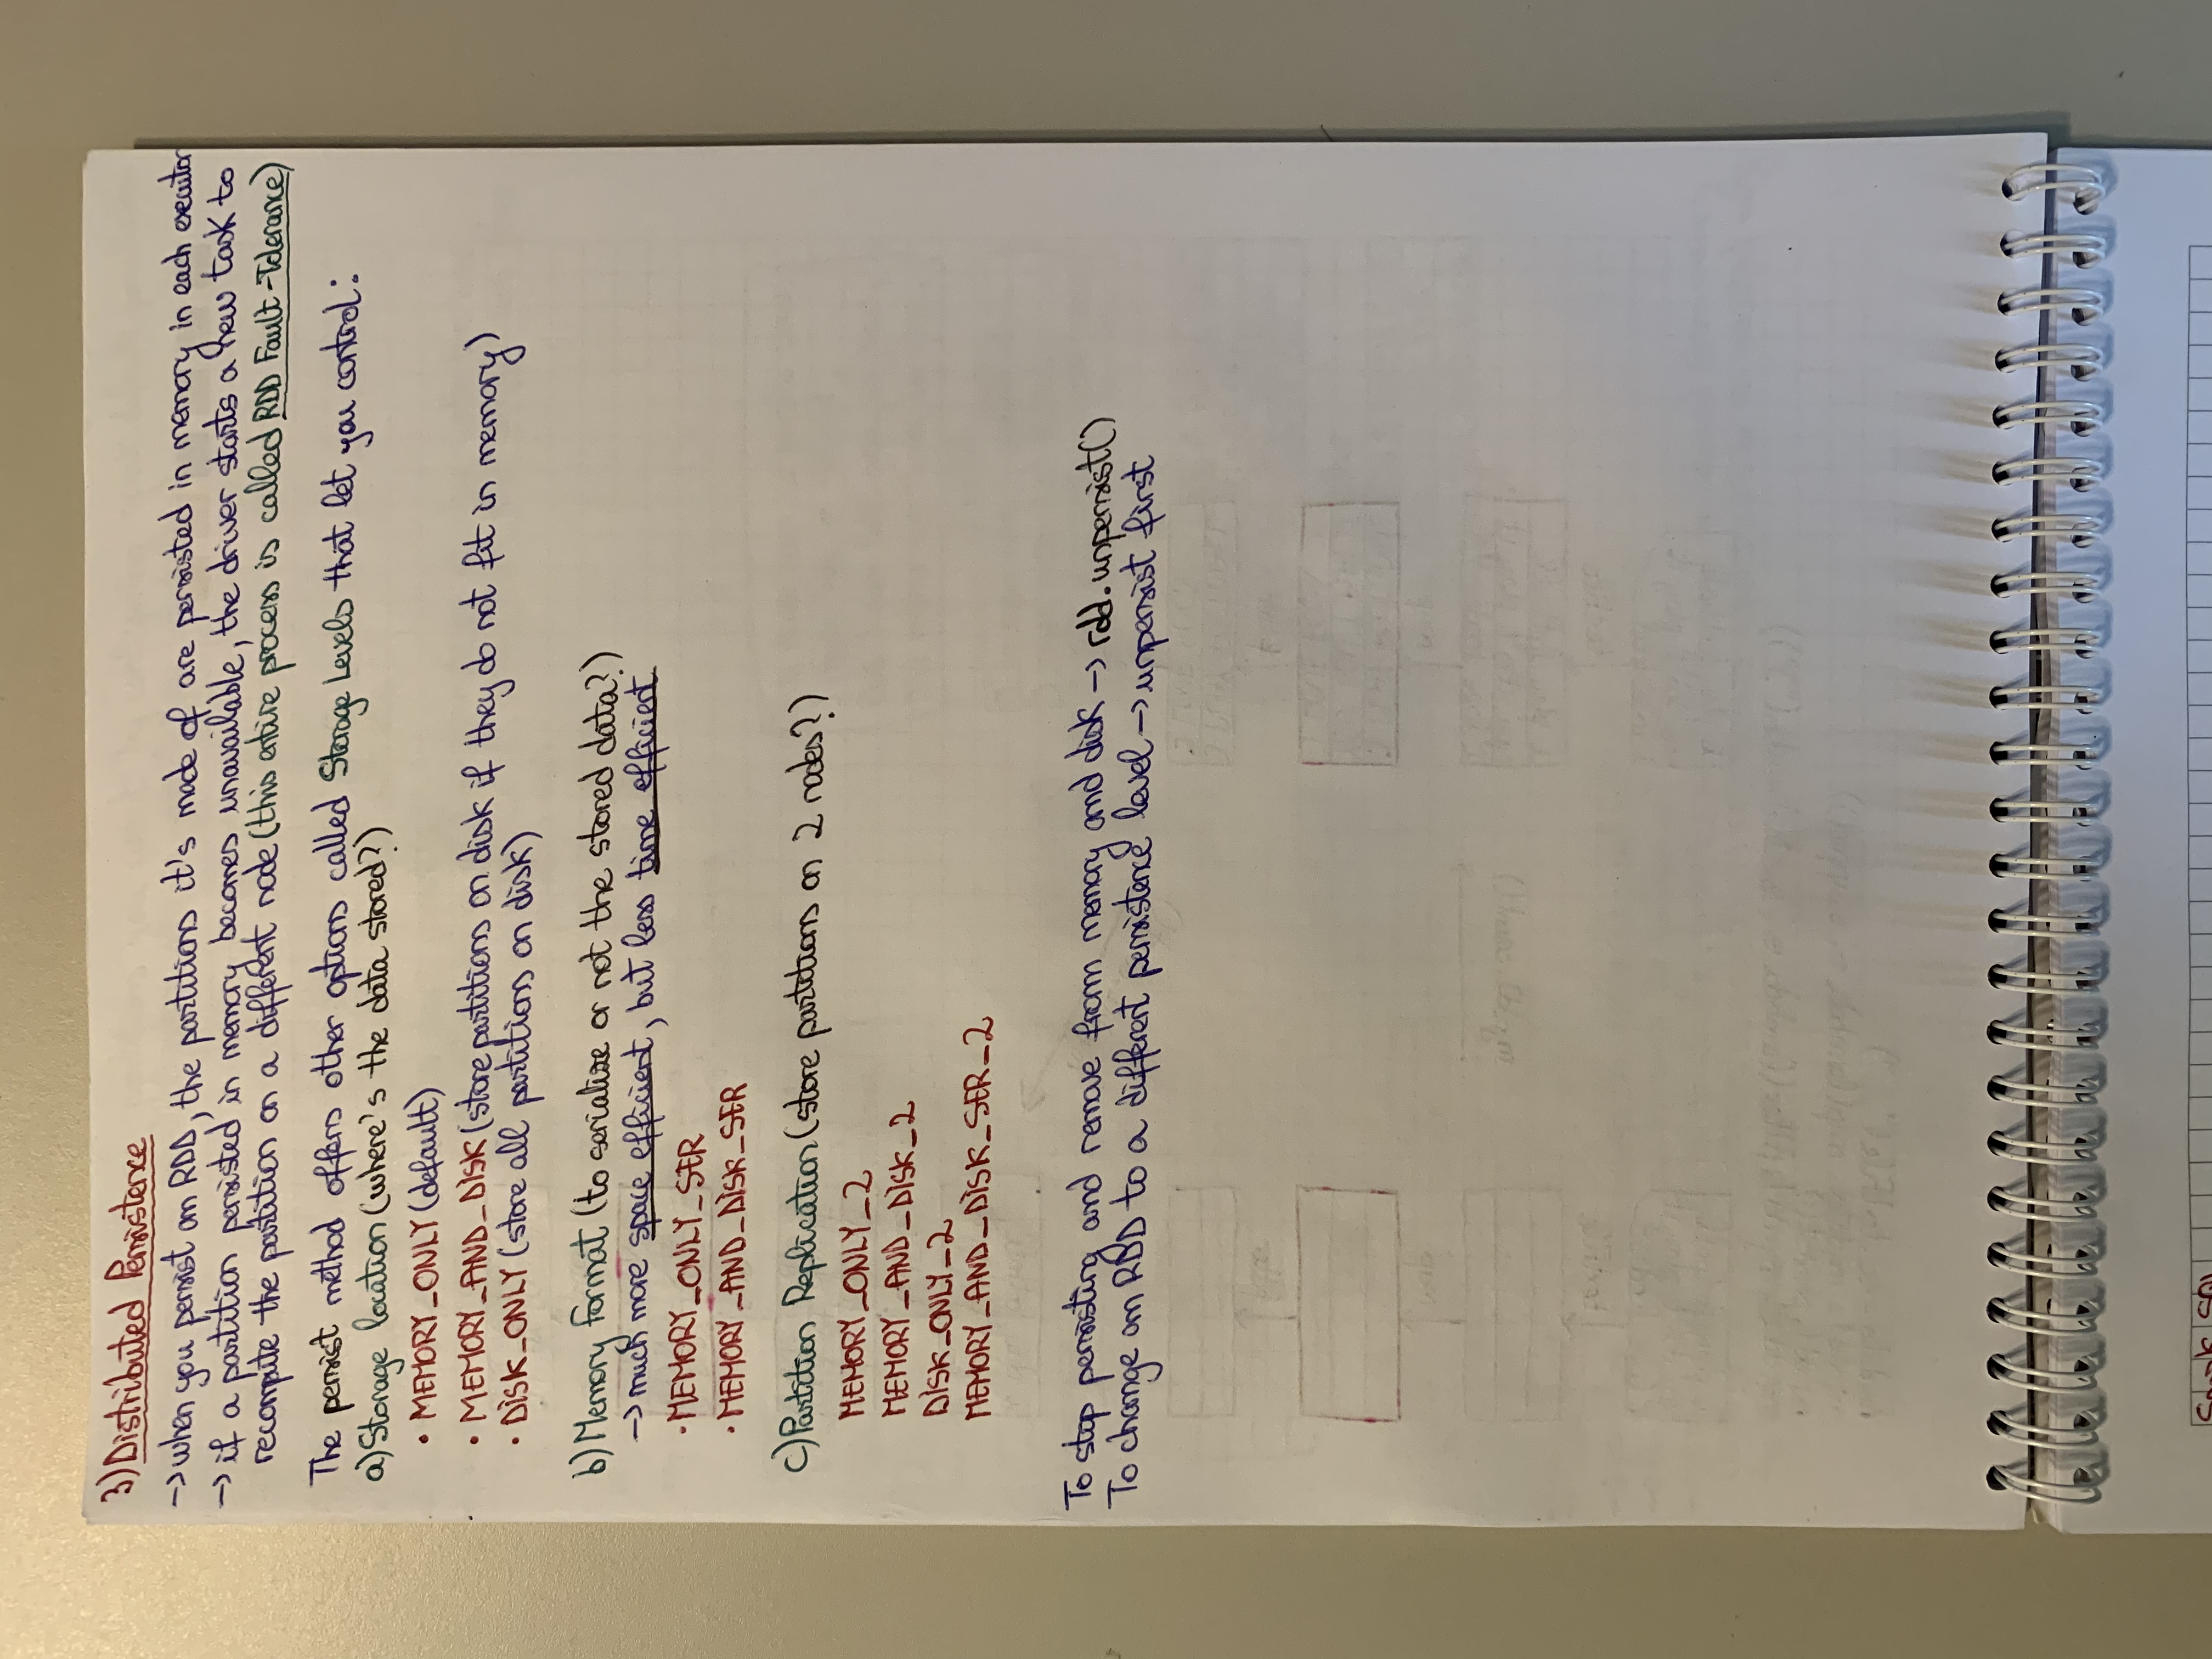 3) Distributed Persistence
-> when you persist an RDD, the partitions it's made of are persisted in memory in each executor
-> if a partition persisted in memory becomes unavailable, the driver starts a new task to
recompute the partition on a different node (this entire process is called RDD Fault-Tolerance)
The persist method offers other options called Storage Levels that let you control:
a) Storage location (where's the data stored?)
• MEMORY_ONLY (default)
• MEMORY_AND_DISK (store partitions on disk if they do not fit in memory)
• DISK_ONLY (store all partitions on disk)
b) Memory Format (to serialize or not the stored data?)
-> much more space efficient, but less time efficient
• MEMORY_ONLY_SER
• MEMORY_AND_DISK_SER
c) Partition Replication (store partitions on 2 nodes?)
MEMORY_ONLY_2
MEMORY_AND_DISK_2
DISK_ONLY_2
MEMORY_AND_DISK_SER_2
To stop persisting and remove from memory and disk -> rdd.unpersist()
To change an RDD to a different persistence level -> unpersist first
Spark SQL